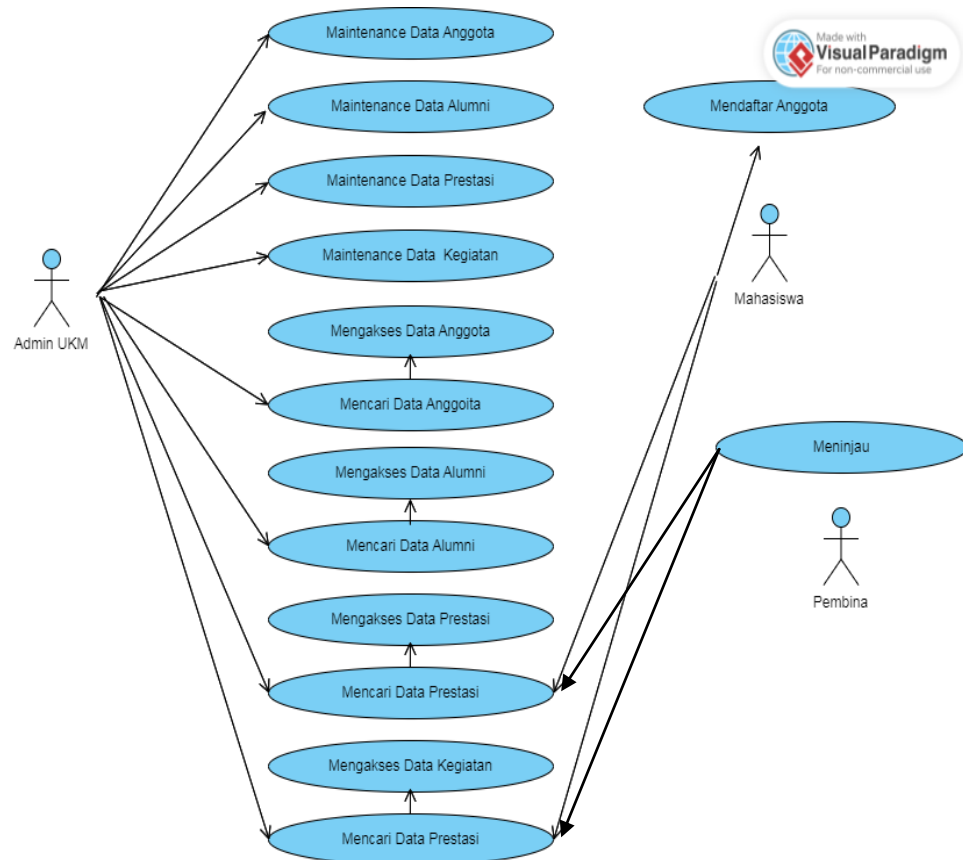 Maintenance Data Anggota
Made with
Visual Paradigm
For non-commercial use
Maintenance Data Alumni
Mendaftar Anggota
Maintenance Data Prestasi
Maintenance Data Kegiatan
Mahasiswa
Admin UKM
Mengakses Data Anggota
Mencari Data Anggoita
Meninjau
Mengakses Data Alumni
Mencari Data Alumni
Pembina
Mengakses Data Prestasi
Mencari Data Prestasi
Mengakses Data Kegiatan
Mencari Data Prestasi